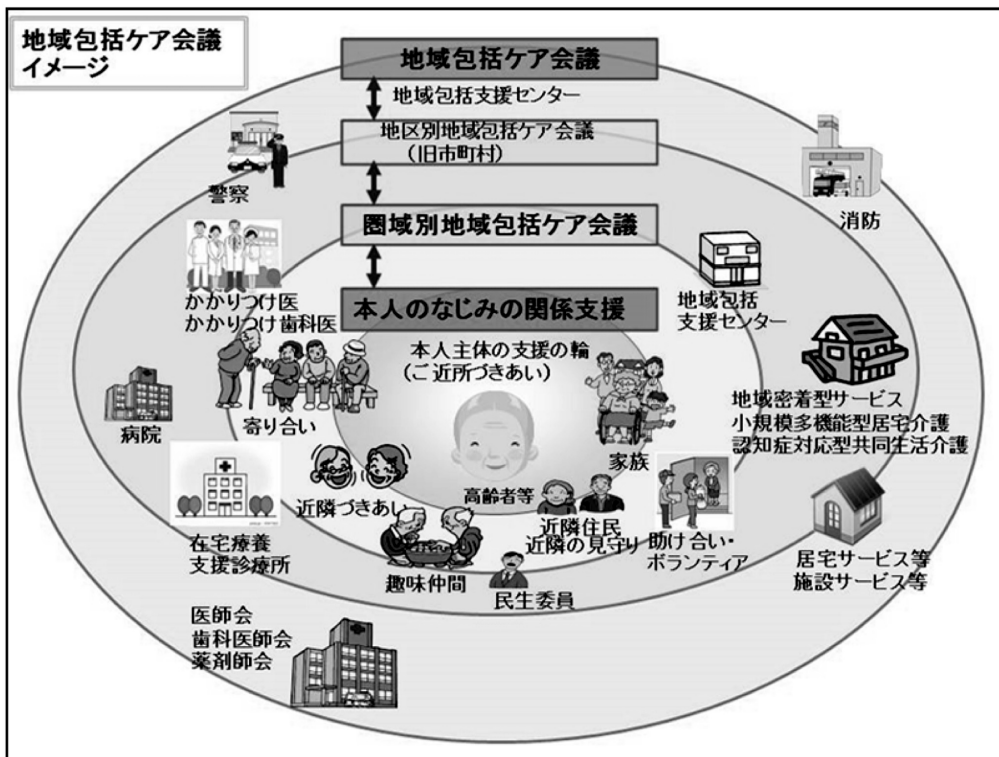 地域包括ケア会議
イメージ
地域包括ケア会議
地域包括支援センター
地区別地域包括ケア会議
（旧市町村）
警察
消防
圏域別地域包括ケア会議
かかりつけ医
かかりつけ歯科医
地域包括
支援センター
本人のなじみの関係支援
本人主体の支援の輪
（ご近所づきあい）
病院
寄り合い
家族
地域密着型サービス
小規模多機能型居宅介護
認知症対応型共同生活介護
近隣づきあい
高齢者等
近隣住民
近隣の見守り
助け合い・
ボランティア
在宅療養
支援診療所
趣味仲間
民生委員
居宅サービス等
施設サービス等
医師会
歯科医師会
薬剤師会